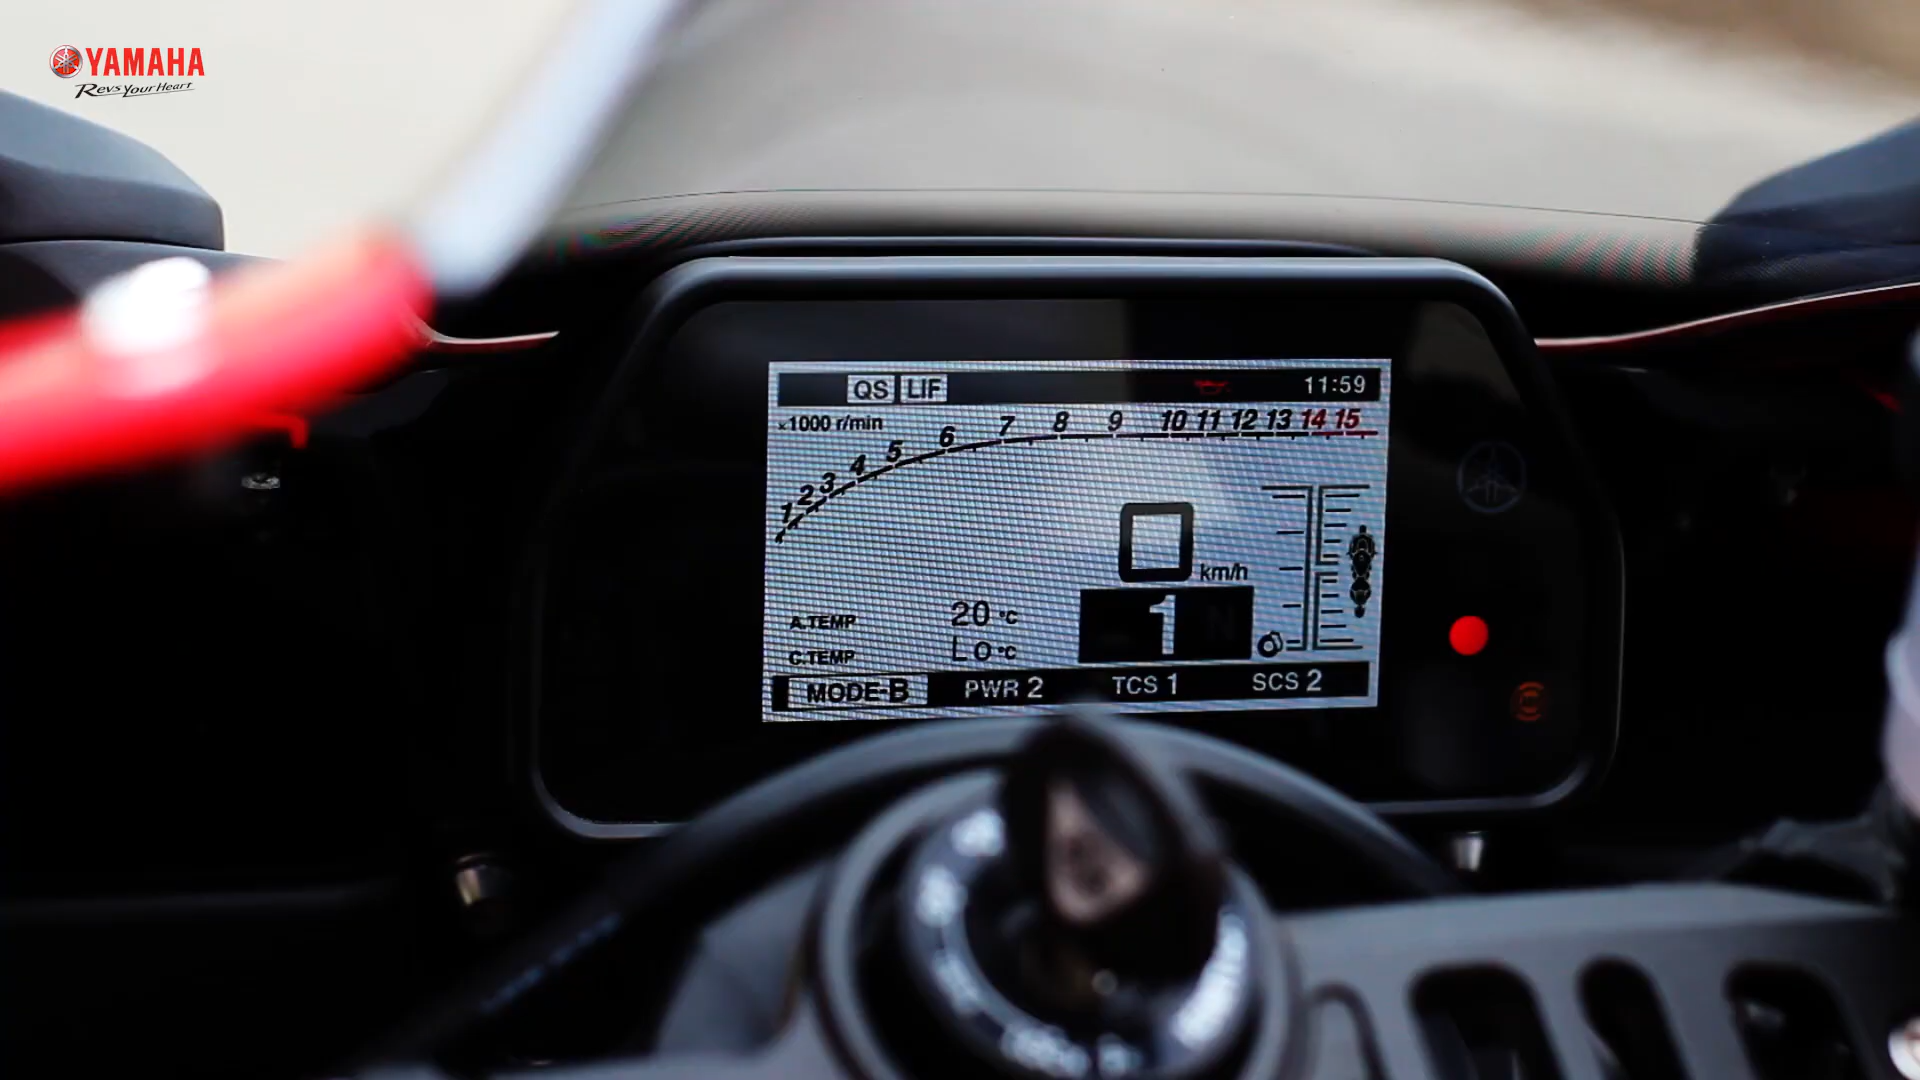 YAMAHA
Revs Your Heart
QS LIF 11:59
×1000 r/min
1 2 3 4 5 6 7 8 9 10 11 12 13 14 15
0 km/h
1 N
A.TEMP 20 °C
C.TEMP Lo °C
MODE-B PWR 2 TCS 1 SCS 2